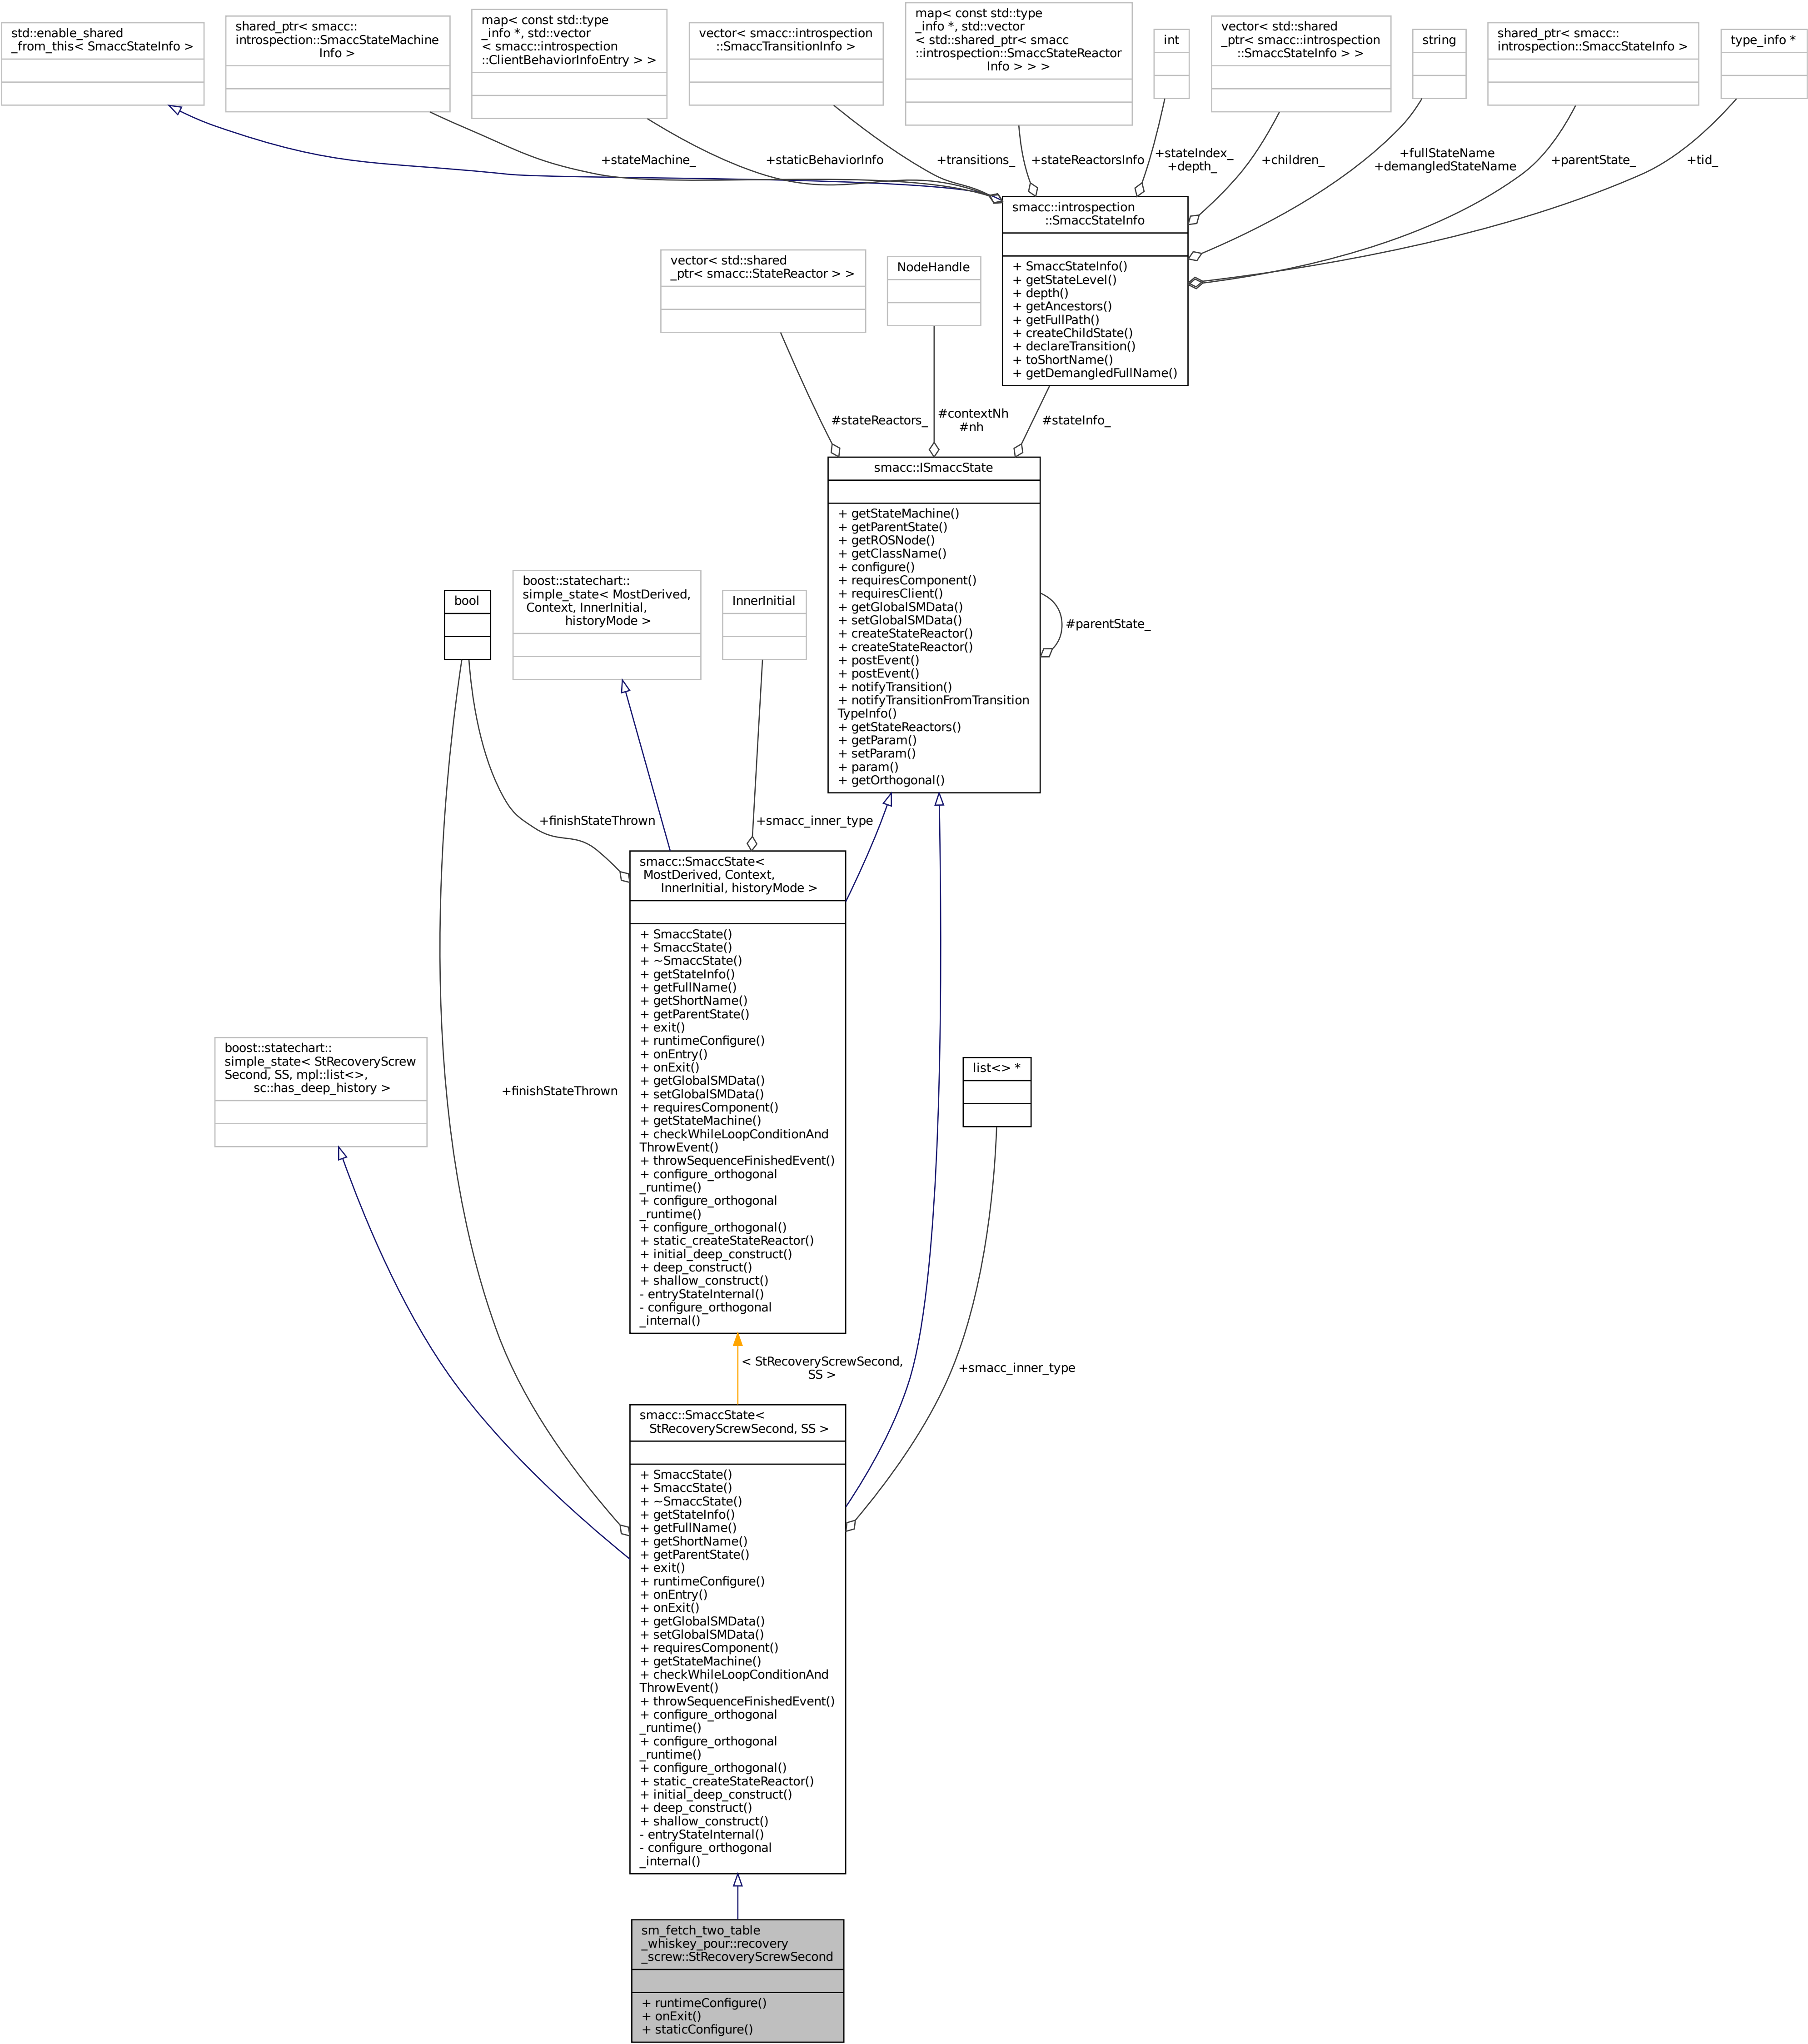 std::enable_shared
_from_this< SmaccStateInfo >
shared_ptr< smacc::
introspection::SmaccStateMachine
Info >
map< const std::type
_info *, std::vector
< smacc::introspection
::ClientBehaviorInfoEntry > >
vector< smacc::introspection
::SmaccTransitionInfo >
map< const std::type
_info *, std::vector
< std::shared_ptr< smacc
::introspection::SmaccStateReactor
Info > > >
int
vector< std::shared
_ptr< smacc::introspection
::SmaccStateInfo > >
string
shared_ptr< smacc::
introspection::SmaccStateInfo >
type_info *
+stateMachine_
+staticBehaviorInfo
+transitions_
+stateReactorsInfo
+stateIndex_
+depth_
+children_
+fullStateName
+demangledStateName
+parentState_
+tid_
smacc::introspection
::SmaccStateInfo
+ SmaccStateInfo()
+ getStateLevel()
+ depth()
+ getAncestors()
+ getFullPath()
+ createChildState()
+ declareTransition()
+ toShortName()
+ getDemangledFullName()
vector< std::shared
_ptr< smacc::StateReactor > >
NodeHandle
#stateReactors_
#contextNh
#nh
#stateInfo_
smacc::ISmaccState
+ getStateMachine()
+ getParentState()
+ getROSNode()
+ getClassName()
+ configure()
+ requiresComponent()
+ requiresClient()
+ getGlobalSMData()
+ setGlobalSMData()
+ createStateReactor()
+ createStateReactor()
+ postEvent()
+ postEvent()
+ notifyTransition()
+ notifyTransitionFromTransition
TypeInfo()
+ getStateReactors()
+ getParam()
+ setParam()
+ param()
+ getOrthogonal()
#parentState_
bool
boost::statechart::
simple_state< MostDerived,
Context, InnerInitial,
historyMode >
InnerInitial
+finishStateThrown
+smacc_inner_type
smacc::SmaccState<
MostDerived, Context,
InnerInitial, historyMode >
+ SmaccState()
+ SmaccState()
+ ~SmaccState()
+ getStateInfo()
+ getFullName()
+ getShortName()
+ getParentState()
+ exit()
+ runtimeConfigure()
+ onEntry()
+ onExit()
+ getGlobalSMData()
+ setGlobalSMData()
+ requiresComponent()
+ getStateMachine()
+ checkWhileLoopConditionAnd
ThrowEvent()
+ throwSequenceFinishedEvent()
+ configure_orthogonal
_runtime()
+ configure_orthogonal
_runtime()
+ configure_orthogonal()
+ static_createStateReactor()
+ initial_deep_construct()
+ deep_construct()
+ shallow_construct()
- entryStateInternal()
- configure_orthogonal
_internal()
boost::statechart::
simple_state< StRecoveryScrew
Second, SS, mpl::list<>,
sc::has_deep_history >
+finishStateThrown
list<> *
< StRecoveryScrewSecond,
SS >
+smacc_inner_type
smacc::SmaccState<
StRecoveryScrewSecond, SS >
+ SmaccState()
+ SmaccState()
+ ~SmaccState()
+ getStateInfo()
+ getFullName()
+ getShortName()
+ getParentState()
+ exit()
+ runtimeConfigure()
+ onEntry()
+ onExit()
+ getGlobalSMData()
+ setGlobalSMData()
+ requiresComponent()
+ getStateMachine()
+ checkWhileLoopConditionAnd
ThrowEvent()
+ throwSequenceFinishedEvent()
+ configure_orthogonal
_runtime()
+ configure_orthogonal
_runtime()
+ configure_orthogonal()
+ static_createStateReactor()
+ initial_deep_construct()
+ deep_construct()
+ shallow_construct()
- entryStateInternal()
- configure_orthogonal
_internal()
sm_fetch_two_table
_whiskey_pour::recovery
_screw::StRecoveryScrewSecond
+ runtimeConfigure()
+ onExit()
+ staticConfigure()